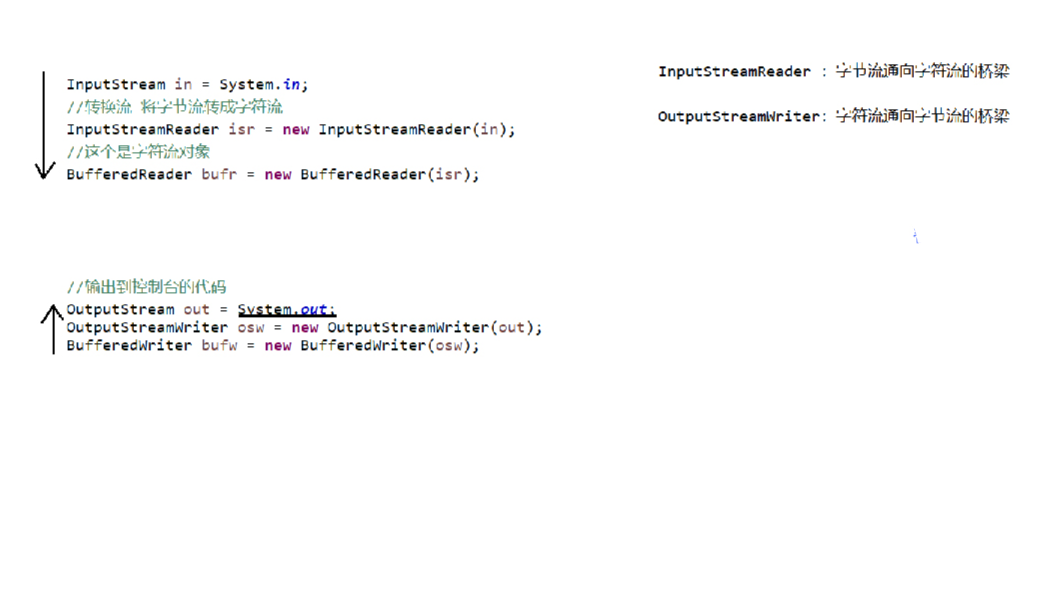 InputStream in = System.in;
//转换流 将字节流转成字符流
InputStreamReader isr = new InputStreamReader(in);
//这个是字符流对象
BufferedReader bufr = new BufferedReader(isr);
InputStreamReader : 字节流通向字符流的桥梁
OutputStreamWriter: 字符流通向字节流的桥梁
//输出到控制台的代码
OutputStream out = System.out;
OutputStreamWriter osw = new OutputStreamWriter(out);
BufferedWriter bufw = new BufferedWriter(osw);